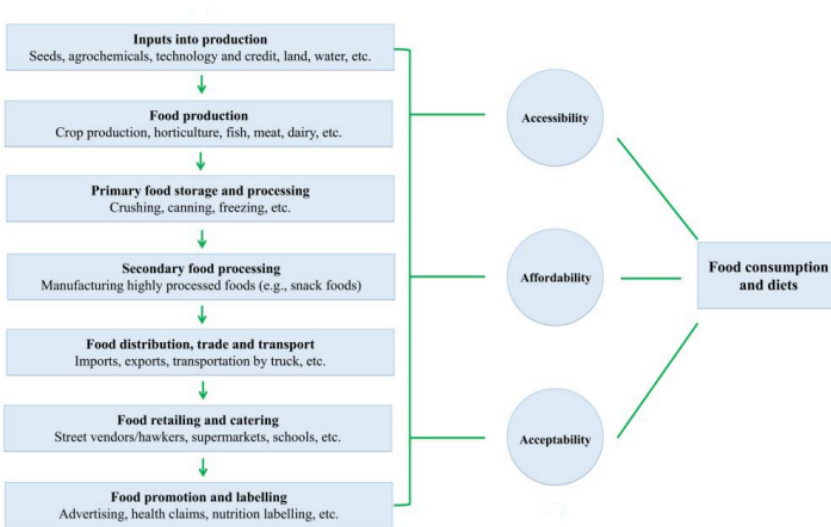 Inputs into production
Seeds, agrochemicals, technology and credit, land, water, etc.
Food production
Crop production, horticulture, fish, meat, dairy, etc.
Primary food storage and processing
Crushing, canning, freezing, etc.
Secondary food processing
Manufacturing highly processed foods (e.g., snack foods)
Food distribution, trade and transport
Imports, exports, transportation by truck, etc.
Food retailing and catering
Street vendors/hawkers, supermarkets, schools, etc.
Food promotion and labelling
Advertising, health claims, nutrition labelling, etc.
Accessibility
Affordability
Acceptability
Food consumption
and diets